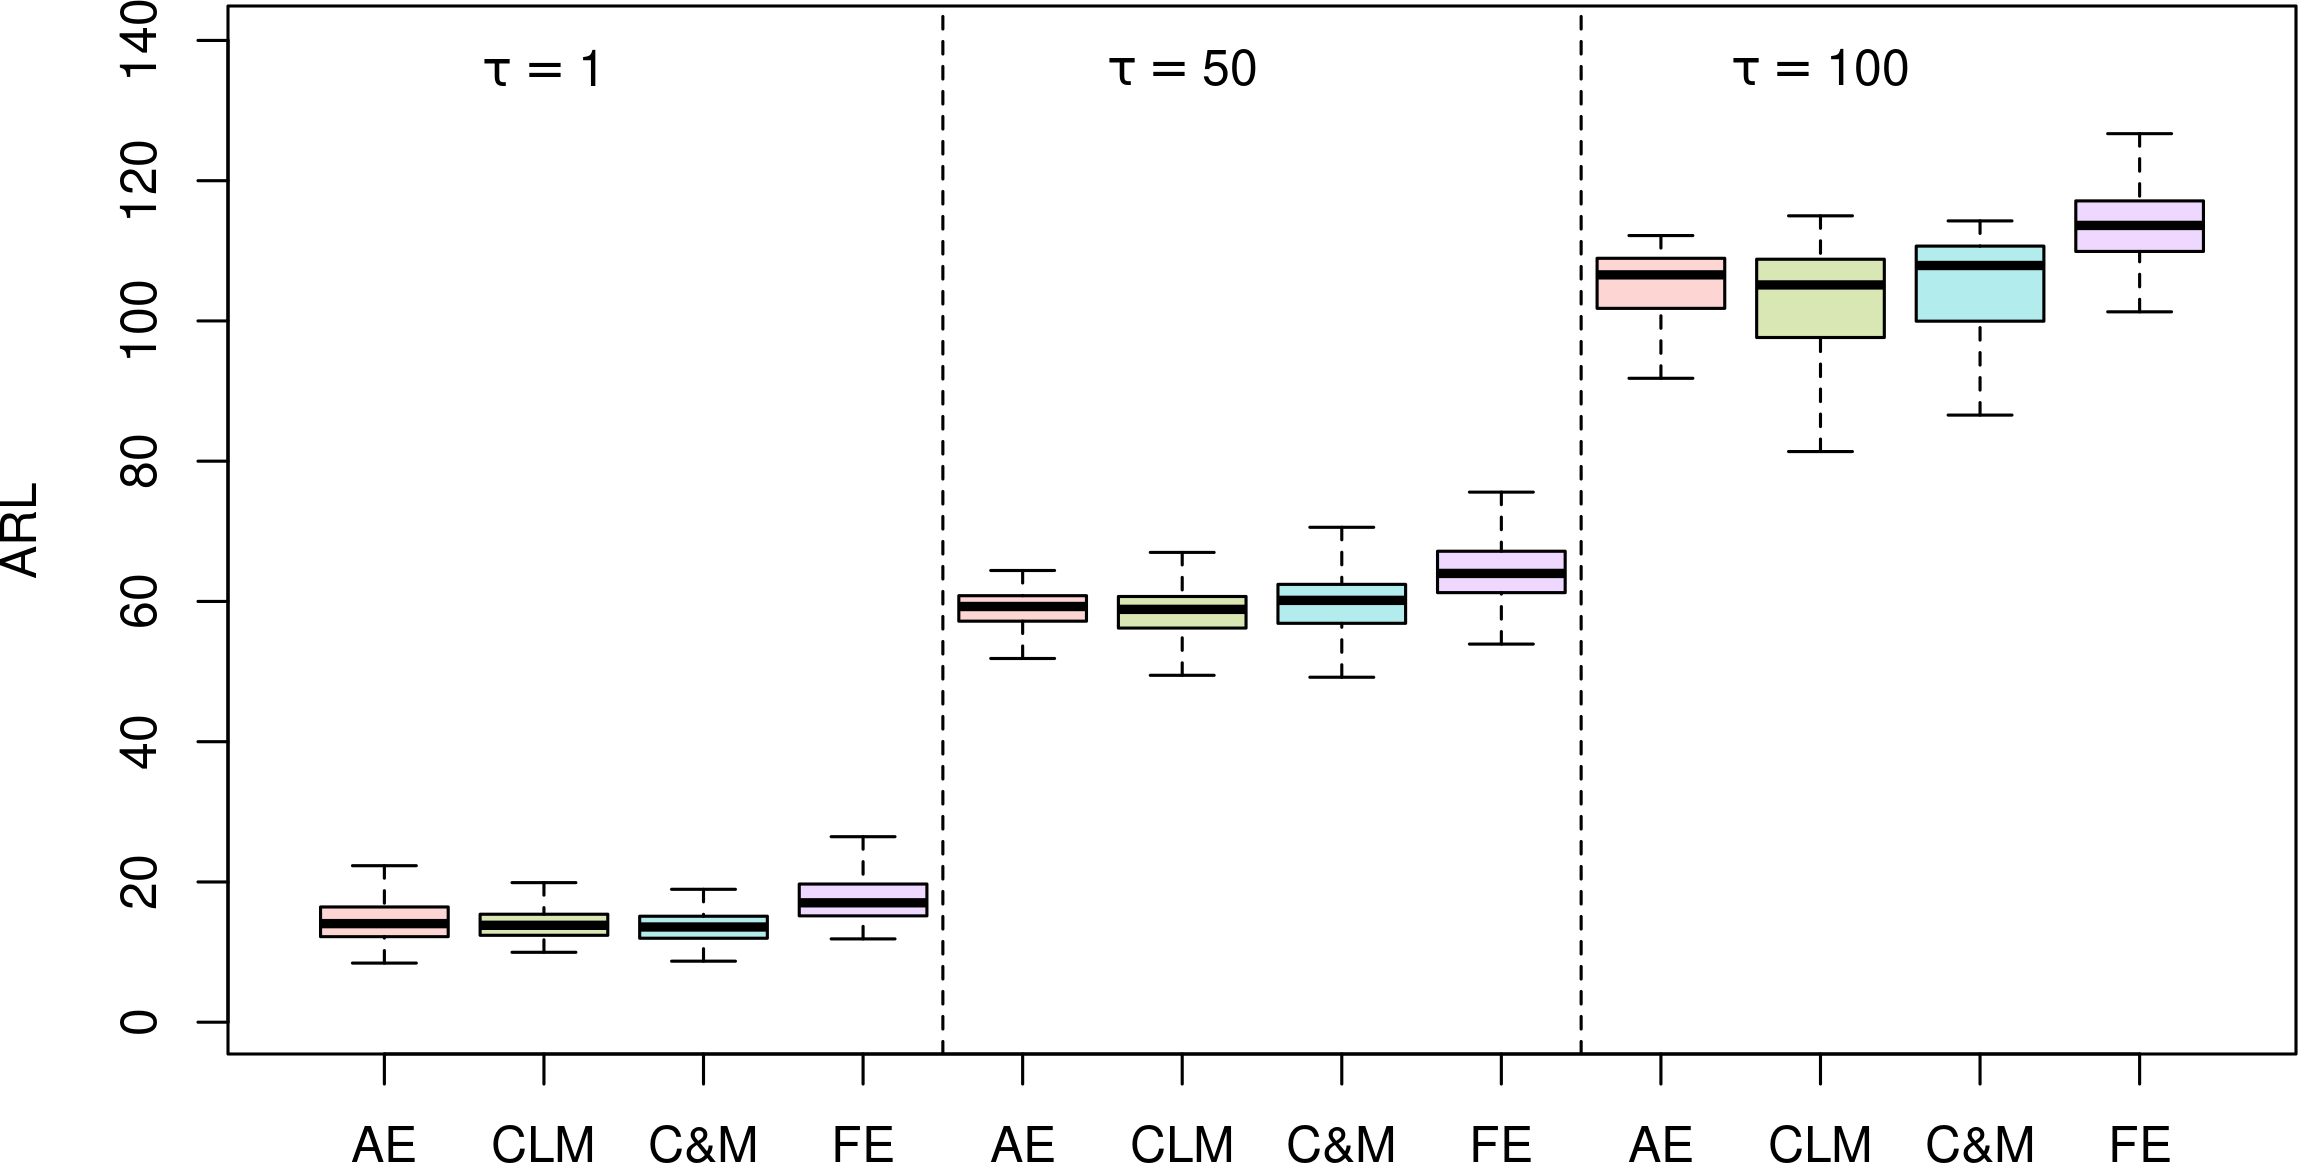 τ = 1
τ = 50
τ = 100
ARL
140
120
100
80
60
40
20
0
AE CLM C&M FE AE CLM C&M FE AE CLM C&M FE